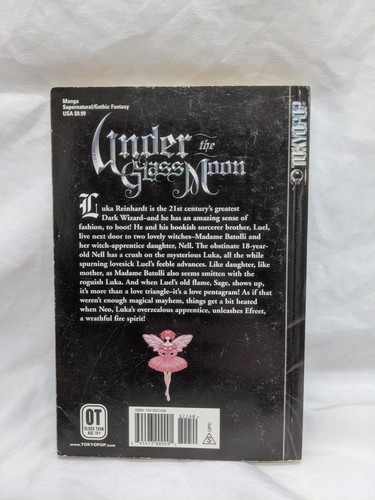 Manga
Supernatural/Gothic Fantasy
USA $9.99
TOKYOPOP
Under the
Glass Moon
Luka Reinhardt is the 21st century's greatest
Dark Wizard—and he has an amazing sense of
fashion, to boot! He and his bookish sorcerer brother, Luel,
live next door to two lovely witches—Madame Batolli and
her witch-apprentice daughter, Nell. The obstinate 18-year-
old Nell has a crush on the mysterious Luka, all the while
spurning lovesick Luel's feeble advances. Like daughter, like
mother, as Madame Batolli also seems smitten with the
roguish Luka. And when Luel's old flame, Sage, shows up,
it's more than a love triangle—it's a love pentagram! As if that
weren't enough magical mayhem, things get a bit heated
when Neo, Luka's overzealous apprentice, unleashes Efreet, a
wrathful fire spirit!
OT
OLDER TEEN
AGE 16+
www.TOKYOPOP.com
UPC